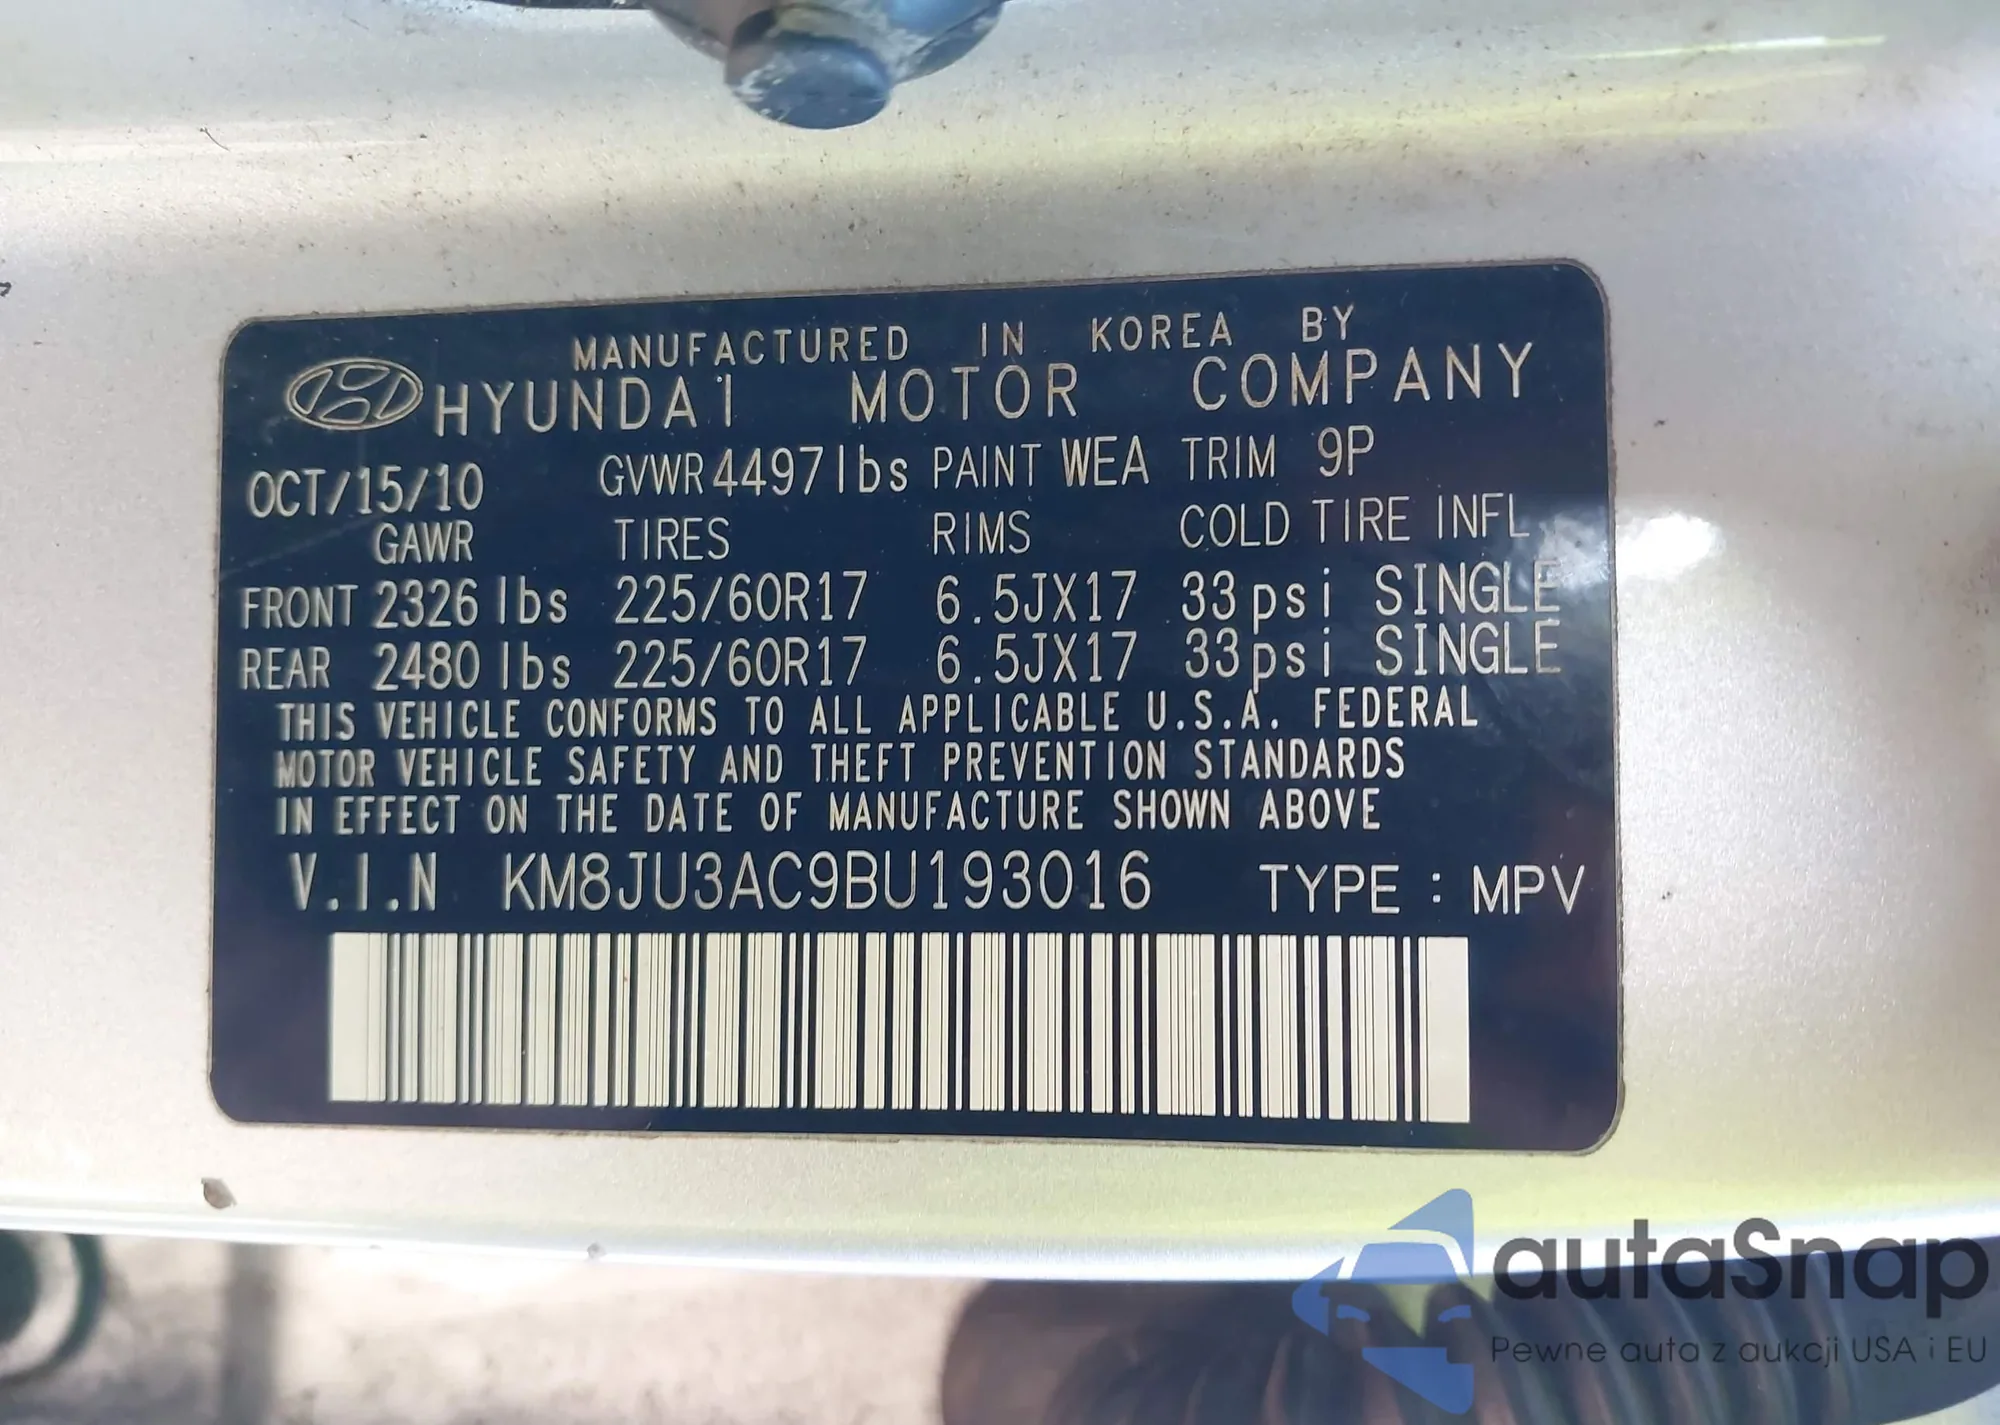 MANUFACTURED IN KOREA BY
HYUNDAI MOTOR COMPANY
OCT/15/10 GVWR 4497lbs PAINT WEA TRIM 9P
GAWR TIRES RIMS COLD TIRE INFL
FRONT 2326 lbs 225/60R17 6.5JX17 33psi SINGLE
REAR 2480 lbs 225/60R17 6.5JX17 33psi SINGLE
THIS VEHICLE CONFORMS TO ALL APPLICABLE U.S.A. FEDERAL
MOTOR VEHICLE SAFETY AND THEFT PREVENTION STANDARDS
IN EFFECT ON THE DATE OF MANUFACTURE SHOWN ABOVE
V.I.N KM8JU3AC9BU193016 TYPE : MPV
autaSnap
Pewne auta z aukcji USA i EU